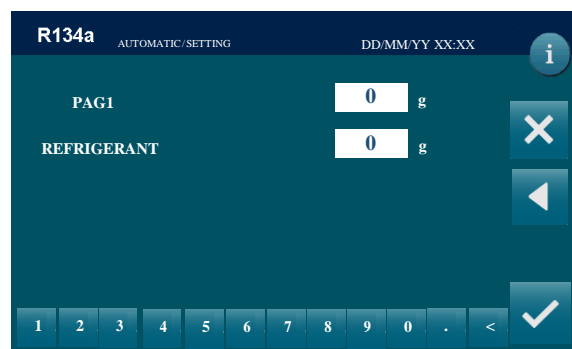 R134a AUTOMATIC/SETTING DD/MM/YY XX:XX i
PAG1 0 g
REFRIGERANT 0 g
1 2 3 4 5 6 7 8 9 0 . <